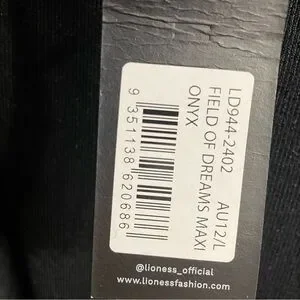 LD944-2402 AU12/L
FIELD OF DREAMS MAXI
ONYX
9 351138 620686
@lioness_official
www.lionessfashion.com